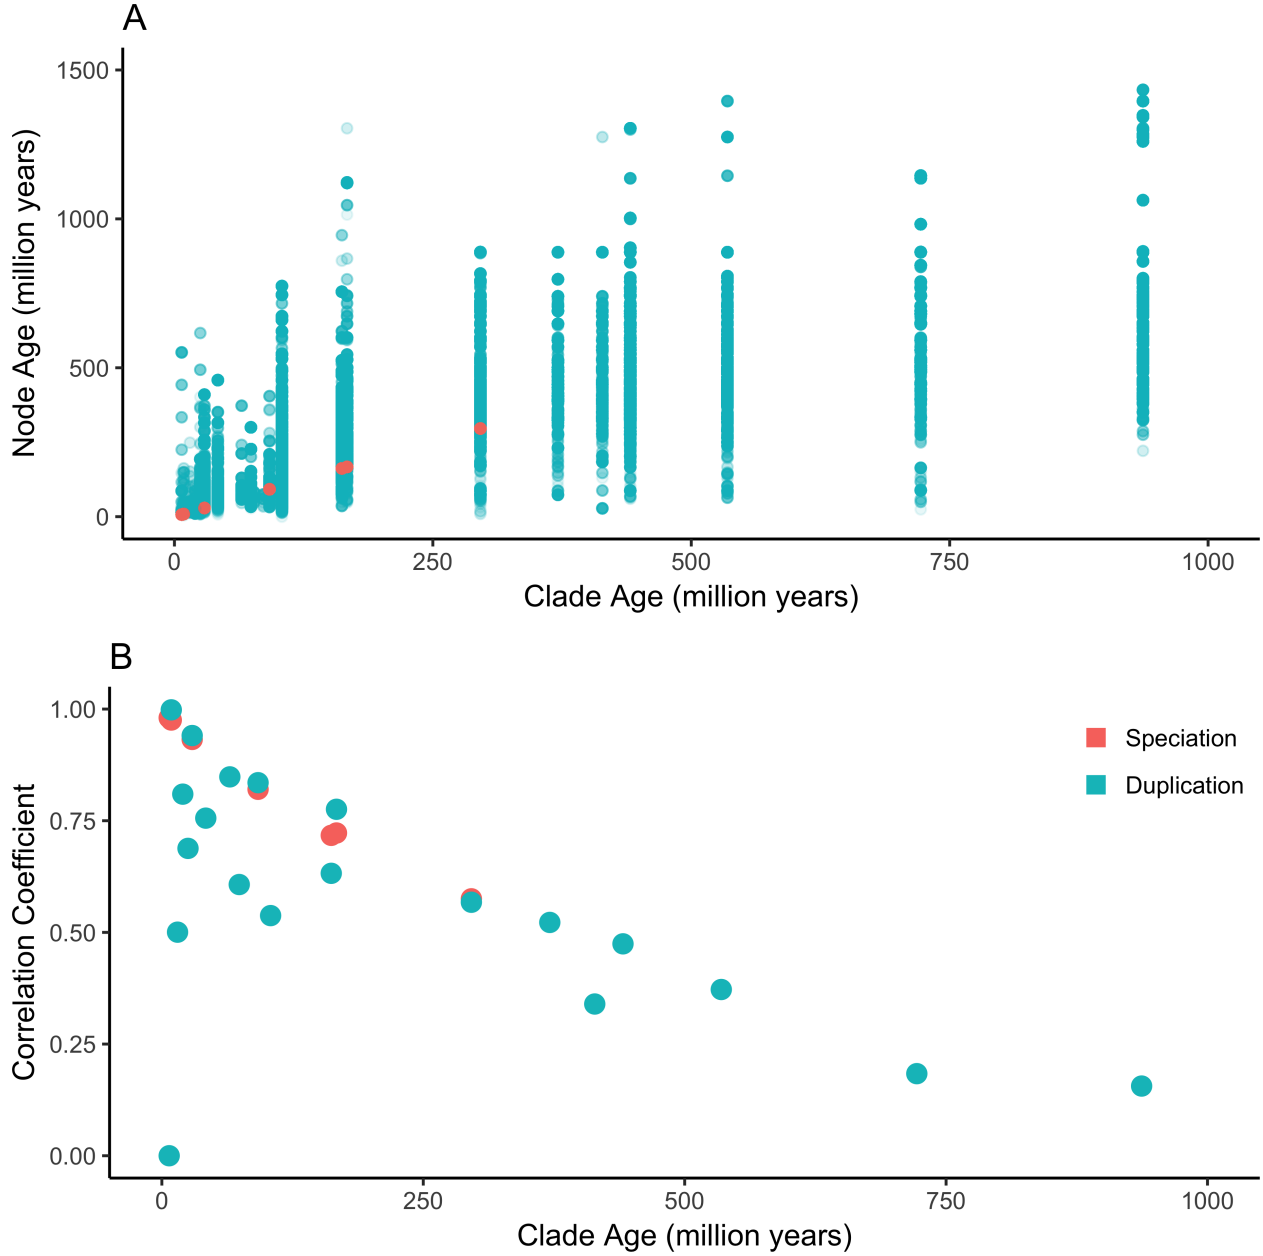 A
1500
1000
500
0
Node Age (million years)
0 250 500 750 1000
Clade Age (million years)
B
1.00
0.75
0.50
0.25
0.00
Correlation Coefficient
Speciation
Duplication
0 250 500 750 1000
Clade Age (million years)